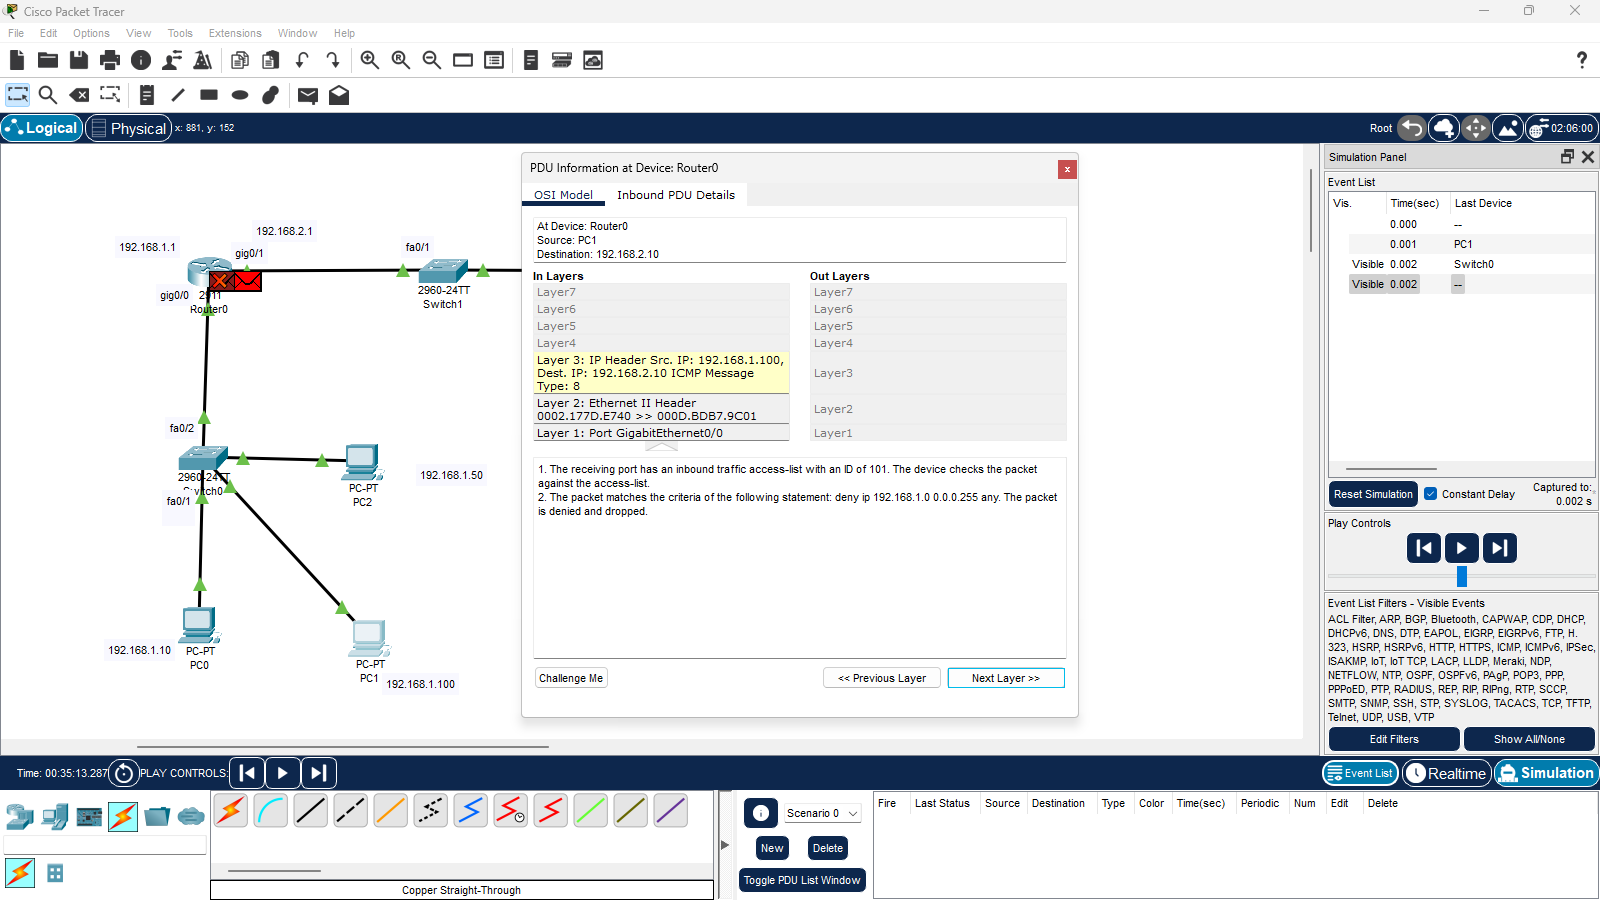 Cisco Packet Tracer
File Edit Options View Tools Extensions Window Help
Logical Physical x: 881, y: 152 Root 02:06:00
PDU Information at Device: Router0 x
OSI Model Inbound PDU Details
At Device: Router0
Source: PC1
Destination: 192.168.2.10
In Layers Out Layers
Layer7 Layer7
Layer6 Layer6
Layer5 Layer5
Layer4 Layer4
Layer 3: IP Header Src. IP: 192.168.1.100,
Dest. IP: 192.168.2.10 ICMP Message
Type: 8
Layer3
Layer 2: Ethernet II Header
0002.177D.E740 >> 000D.BDB7.9C01
Layer2
Layer 1: Port GigabitEthernet0/0 Layer1
1. The receiving port has an inbound traffic access-list with an ID of 101. The device checks the packet
against the access-list.
2. The packet matches the criteria of the following statement: deny ip 192.168.1.0 0.0.0.255 any. The packet
is denied and dropped.
Challenge Me << Previous Layer Next Layer >>
192.168.2.1
192.168.1.1
gig0/1
fa0/1
gig0/0 2911
Router0
2960-24TT
Switch1
fa0/2
2960-24TT
Switch0
fa0/1
PC-PT
PC2
192.168.1.50
192.168.1.10
PC-PT
PC0
PC-PT
PC1
192.168.1.100
Simulation Panel
Event List
Vis. Time(sec) Last Device
0.000 --
0.001 PC1
Visible 0.002 Switch0
Visible 0.002 --
Reset Simulation Constant Delay Captured to:
0.002 s
Play Controls
Event List Filters - Visible Events
ACL Filter, ARP, BGP, Bluetooth, CAPWAP, CDP, DHCP,
DHCPv6, DNS, DTP, EAPOL, EIGRP, EIGRPv6, FTP, H.
323, HSRP, HSRPv6, HTTP, HTTPS, ICMP, ICMPv6, IPSec,
ISAKMP, IoT, IoT TCP, LACP, LLDP, Meraki, NDP,
NETFLOW, NTP, OSPF, OSPFv6, PAgP, POP3, PPP,
PPPoED, PTP, RADIUS, REP, RIP, RIPng, RTP, SCCP,
SMTP, SNMP, SSH, STP, SYSLOG, TACACS, TCP, TFTP,
Telnet, UDP, USB, VTP
Edit Filters Show All/None
Time: 00:35:13.287 PLAY CONTROLS: Event List Realtime Simulation
Copper Straight-Through
Scenario 0
New Delete
Toggle PDU List Window
Fire Last Status Source Destination Type Color Time(sec) Periodic Num Edit Delete